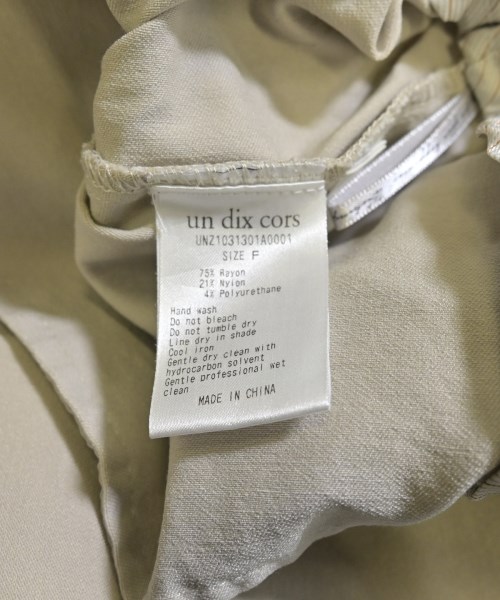 un dix cors
UNZ1031301A0001
SIZE F
75% Rayon
21% Nylon
4% Polyurethane
Hand wash
Do not bleach
Do not tumble dry
Line dry in shade
Cool iron
Gentle dry clean with
hydrocarbon solvent
Gentle professional wet
clean
MADE IN CHINA